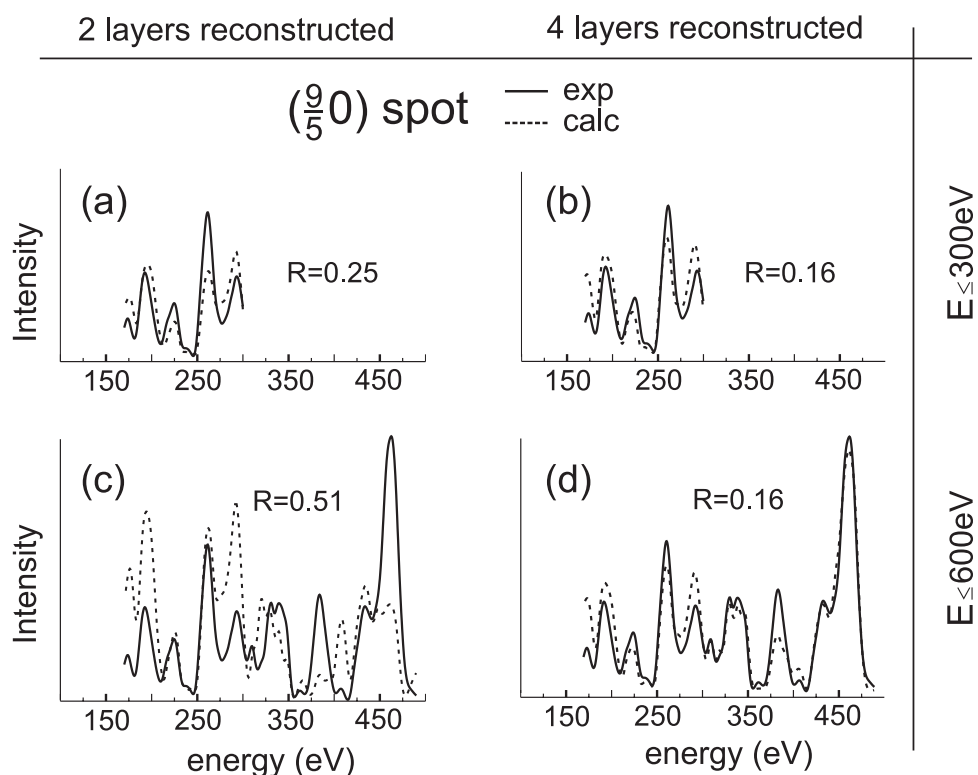 2 layers reconstructed
4 layers reconstructed
(9/5 0) spot
exp
calc
(a)
R=0.25
Intensity
150 250 350 450
(b)
R=0.16
150 250 350 450
E≤300eV
(c)
R=0.51
Intensity
150 250 350 450
energy (eV)
(d)
R=0.16
150 250 350 450
energy (eV)
E≤600eV